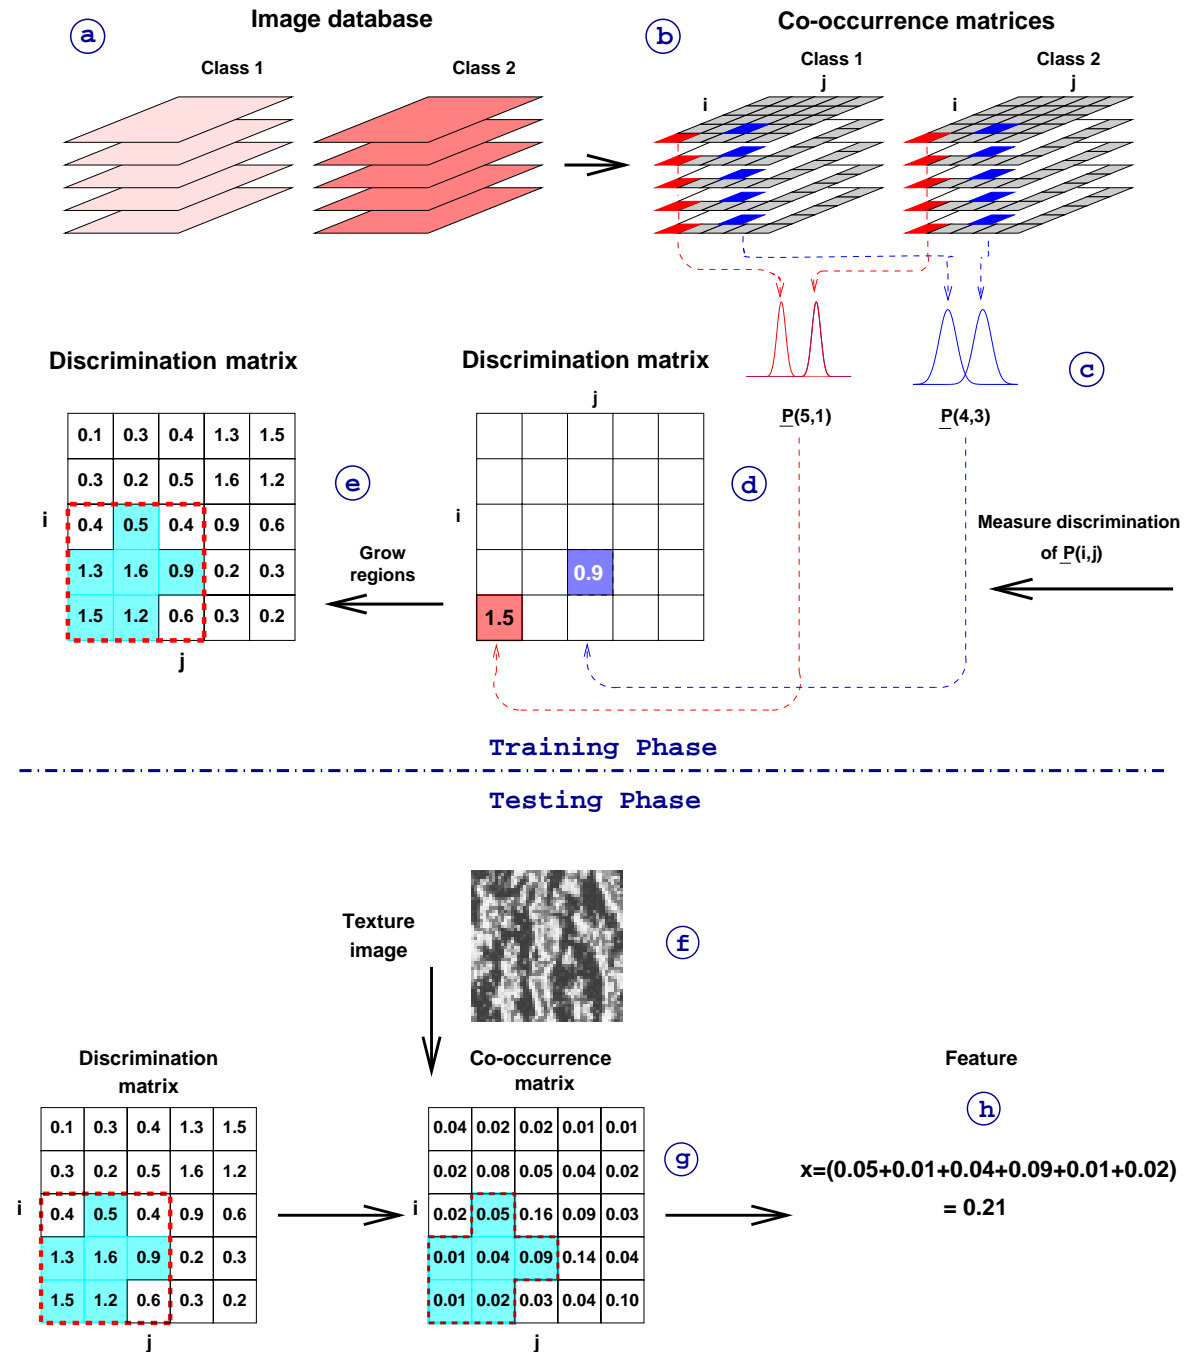 Image database
Co-occurrence matrices
a
b
Class 1
Class 2
Class 1
Class 2
j
j
i
i
Discrimination matrix
Discrimination matrix
c
j
P(5,1)
P(4,3)
0.1 0.3 0.4 1.3 1.5
0.3 0.2 0.5 1.6 1.2
0.4 0.5 0.4 0.9 0.6
1.3 1.6 0.9 0.2 0.3
1.5 1.2 0.6 0.3 0.2
i
j
e
d
i
Grow
regions
0.9
1.5
Measure discrimination
of P(i,j)
Training Phase
Testing Phase
Texture
image
f
Discrimination
matrix
Co-occurrence
matrix
Feature
0.1 0.3 0.4 1.3 1.5
0.3 0.2 0.5 1.6 1.2
0.4 0.5 0.4 0.9 0.6
1.3 1.6 0.9 0.2 0.3
1.5 1.2 0.6 0.3 0.2
i
j
0.04 0.02 0.02 0.01 0.01
0.02 0.08 0.05 0.04 0.02
0.02 0.05 0.16 0.09 0.03
0.01 0.04 0.09 0.14 0.04
0.01 0.02 0.03 0.04 0.10
i
j
g
h
x=(0.05+0.01+0.04+0.09+0.01+0.02)
= 0.21